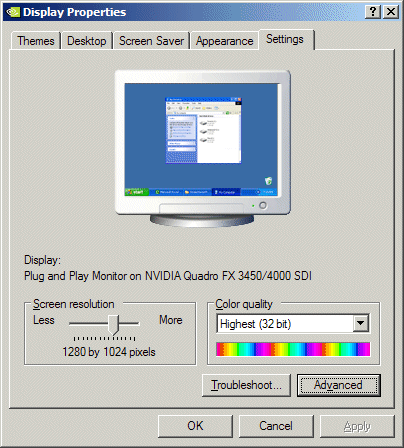 Display Properties
Themes Desktop Screen Saver Appearance Settings
Display:
Plug and Play Monitor on NVIDIA Quadro FX 3450/4000 SDI
Screen resolution
Less More
1280 by 1024 pixels
Color quality
Highest (32 bit)
Troubleshoot... Advanced
OK Cancel Apply